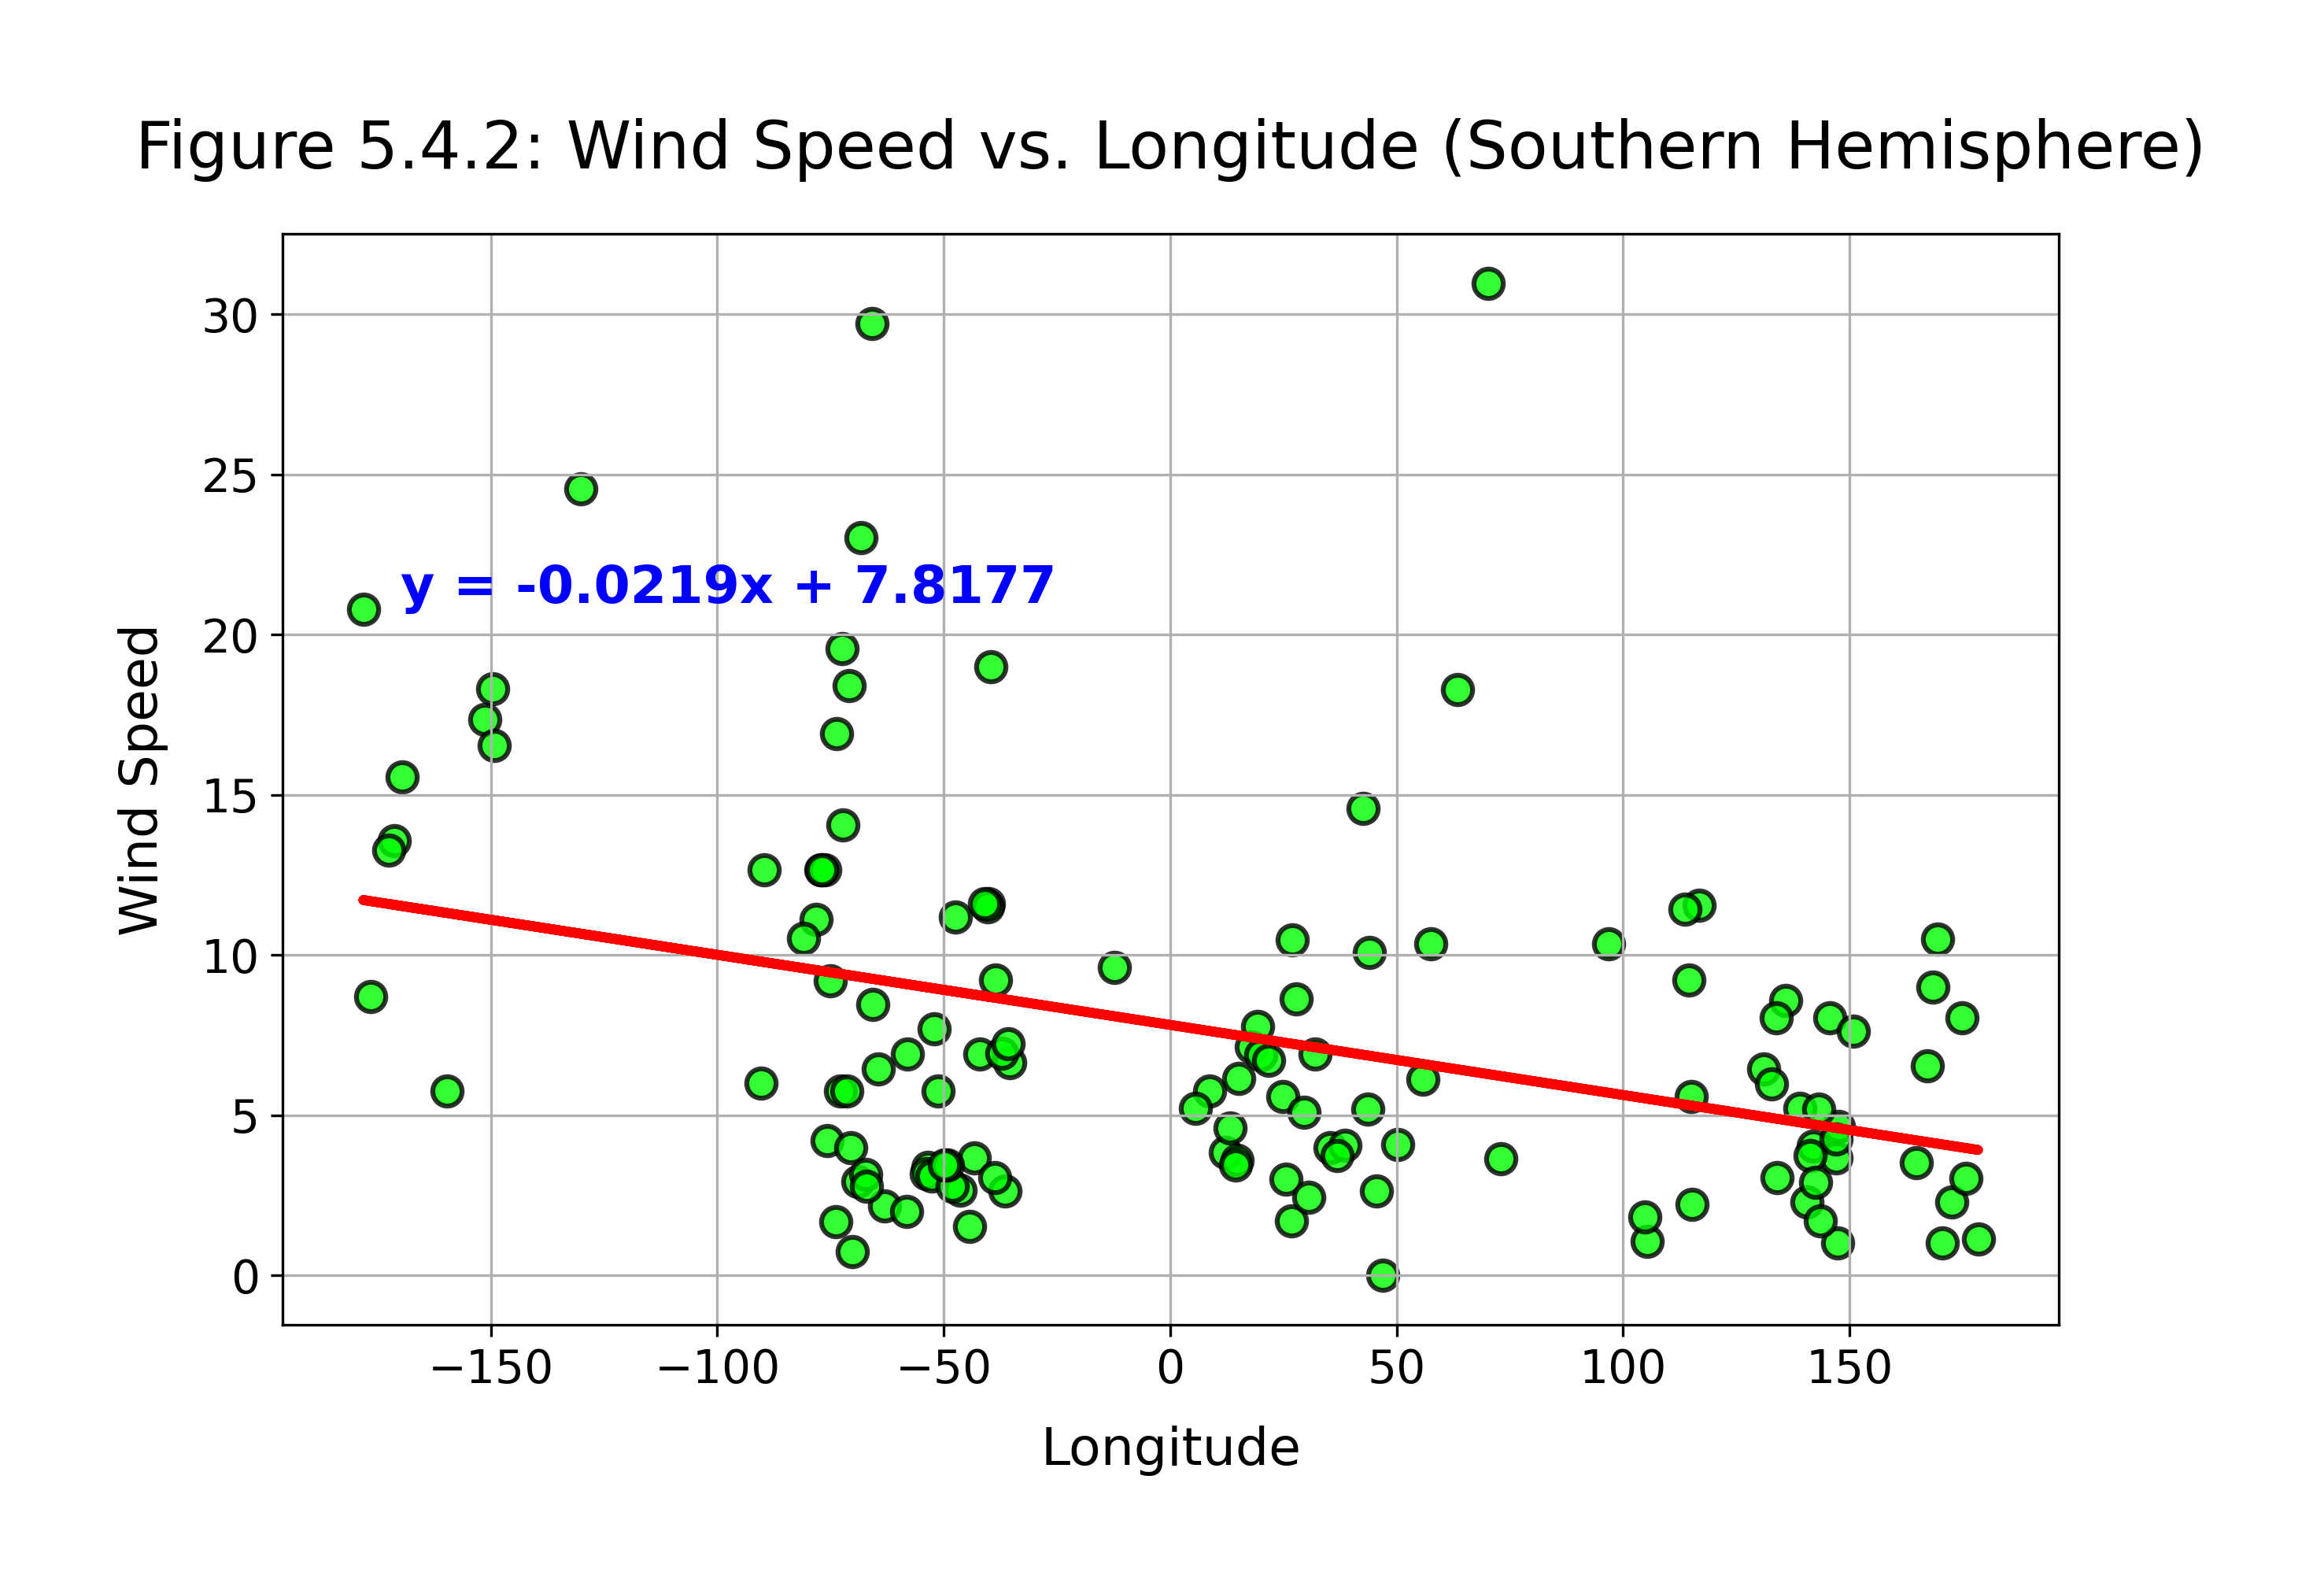 Figure 5.4.2: Wind Speed vs. Longitude (Southern Hemisphere)
30
25
20
15
10
5
0
Wind Speed
y = -0.0219x + 7.8177
−150 −100 −50 0 50 100 150
Longitude